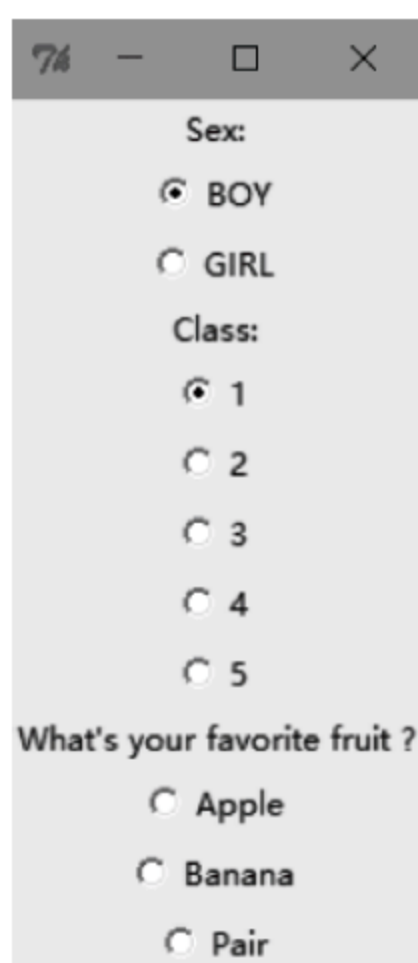 Sex:
BOY
GIRL
Class:
1
2
3
4
5
What's your favorite fruit ?
Apple
Banana
Pair